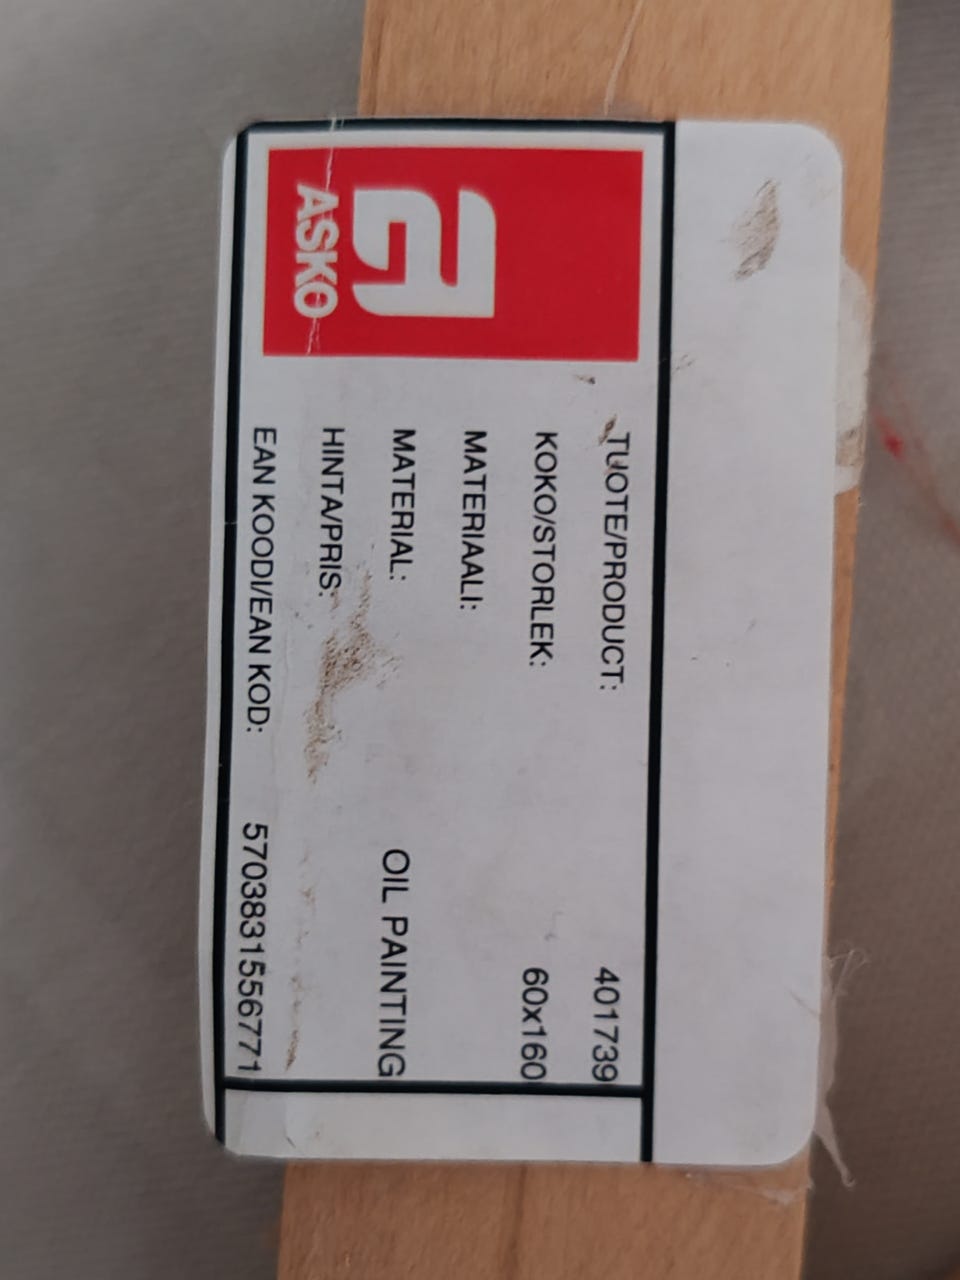 ASKO
TUOTE/PRODUCT: 401739
KOKO/STORLEK: 60x160
MATERIAALI:
MATERIAL: OIL PAINTING
HINTA/PRIS:
EAN KOODI/EAN KOD: 5703831556771